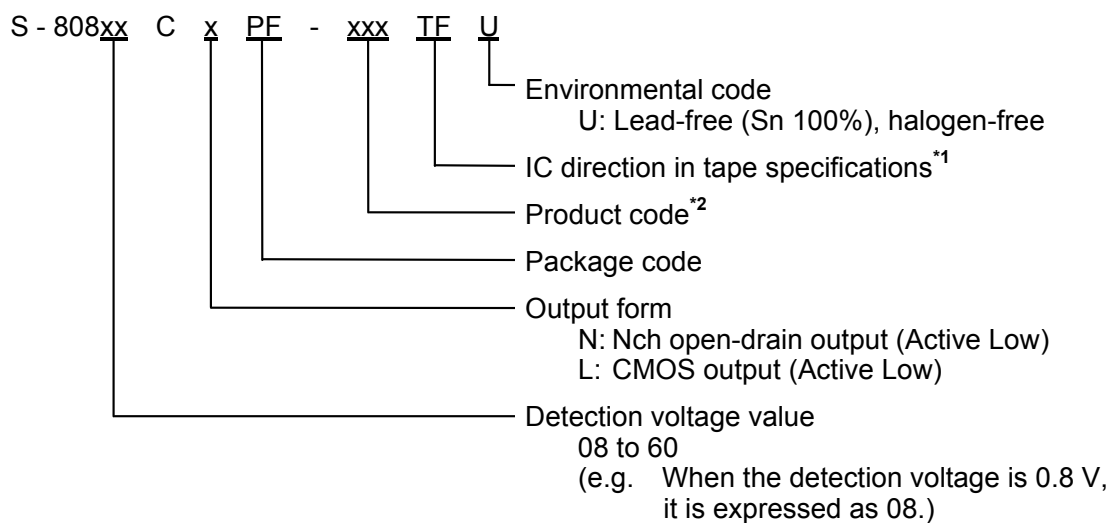 S - 808xx C x PF - xxx TF U
Environmental code
U: Lead-free (Sn 100%), halogen-free
IC direction in tape specifications*1
Product code*2
Package code
Output form
N: Nch open-drain output (Active Low)
L: CMOS output (Active Low)
Detection voltage value
08 to 60
(e.g. When the detection voltage is 0.8 V,
it is expressed as 08.)